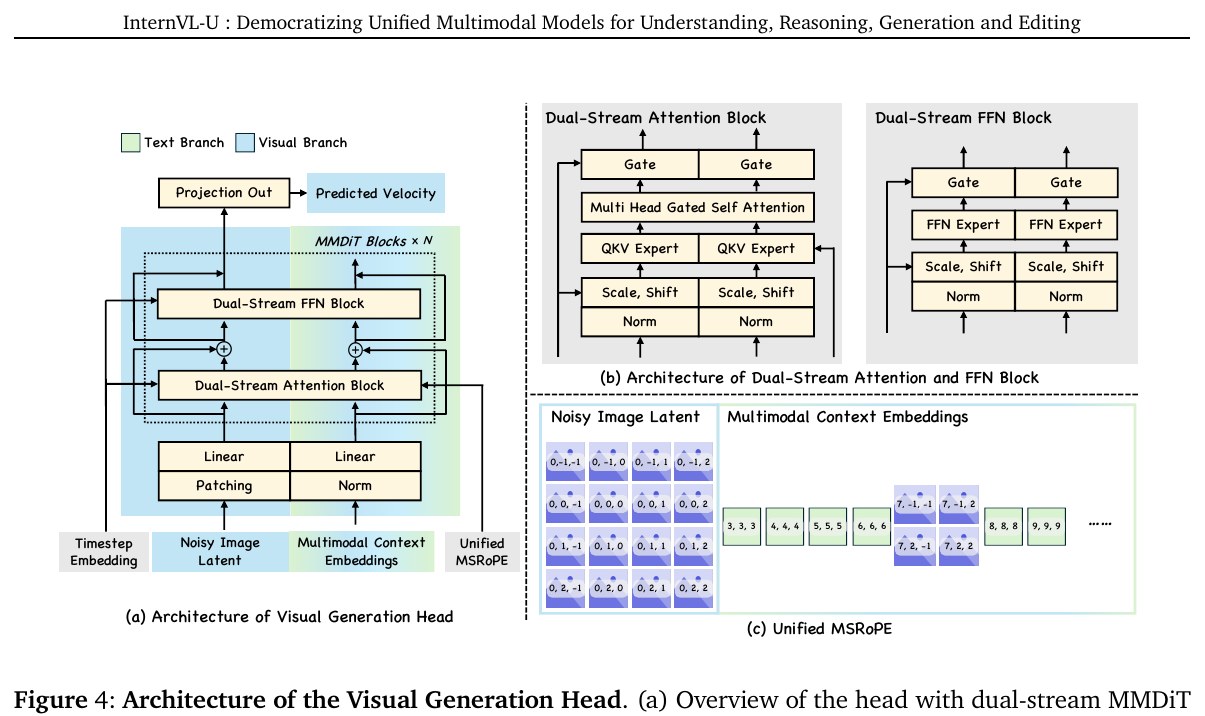 InternVL-U : Democratizing Unified Multimodal Models for Understanding, Reasoning, Generation and Editing
Text Branch
Visual Branch
Projection Out
Predicted Velocity
MMDiT Blocks × N
Dual-Stream FFN Block
+
+
Dual-Stream Attention Block
Linear
Linear
Patching
Norm
Timestep
Embedding
Noisy Image
Latent
Multimodal Context
Embeddings
Unified
MSRoPE
(a) Architecture of Visual Generation Head
Dual-Stream Attention Block
Gate
Gate
Multi Head Gated Self Attention
QKV Expert
QKV Expert
Scale, Shift
Scale, Shift
Norm
Norm
Dual-Stream FFN Block
Gate
Gate
FFN Expert
FFN Expert
Scale, Shift
Scale, Shift
Norm
Norm
(b) Architecture of Dual-Stream Attention and FFN Block
Noisy Image Latent
0,-1,-1
0, -1, 0
0, -1, 1
0, -1, 2
0, 0, -1
0, 0, 0
0, 0, 1
0, 0, 2
0, 1, -1
0, 1, 0
0, 1, 1
0, 1, 2
0, 2, -1
0, 2, 0
0, 2, 1
0, 2, 2
Multimodal Context Embeddings
3, 3, 3
4, 4, 4
5, 5, 5
6, 6, 6
7, -1, -1
7, -1, 2
7, 2, -1
7, 2, 2
8, 8, 8
9, 9, 9
......
(c) Unified MSRoPE
Figure 4: Architecture of the Visual Generation Head. (a) Overview of the head with dual-stream MMDiT